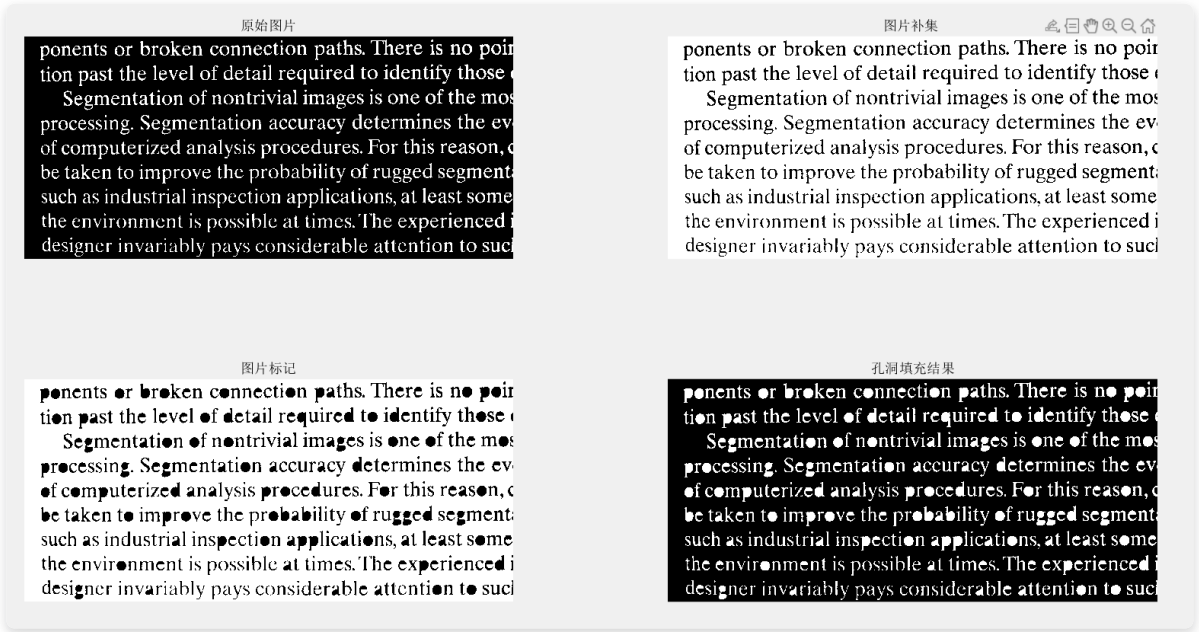 原始图片
ponents or broken connection paths. There is no poin
tion past the level of detail required to identify those
Segmentation of nontrivial images is one of the mos
processing. Segmentation accuracy determines the ev
of computerized analysis procedures. For this reason, c
be taken to improve the probability of rugged segment
such as industrial inspection applications, at least some
the environment is possible at times. The experienced i
designer invariably pays considerable attention to suc
图片补集
ponents or broken connection paths. There is no poin
tion past the level of detail required to identify those
Segmentation of nontrivial images is one of the mos
processing. Segmentation accuracy determines the ev
of computerized analysis procedures. For this reason, c
be taken to improve the probability of rugged segment
such as industrial inspection applications, at least some
the environment is possible at times. The experienced i
designer invariably pays considerable attention to suc
图片标记
ponents or broken connection paths. There is no poin
tion past the level of detail required to identify those
Segmentation of nontrivial images is one of the mos
processing. Segmentation accuracy determines the ev
of computerized analysis procedures. For this reason, c
be taken to improve the probability of rugged segment
such as industrial inspection applications, at least some
the environment is possible at times. The experienced i
designer invariably pays considerable attention to suc
孔洞填充结果
ponents or broken connection paths. There is no poin
tion past the level of detail required to identify those
Segmentation of nontrivial images is one of the mos
processing. Segmentation accuracy determines the ev
of computerized analysis procedures. For this reason, c
be taken to improve the probability of rugged segment
such as industrial inspection applications, at least some
the environment is possible at times. The experienced i
designer invariably pays considerable attention to suc